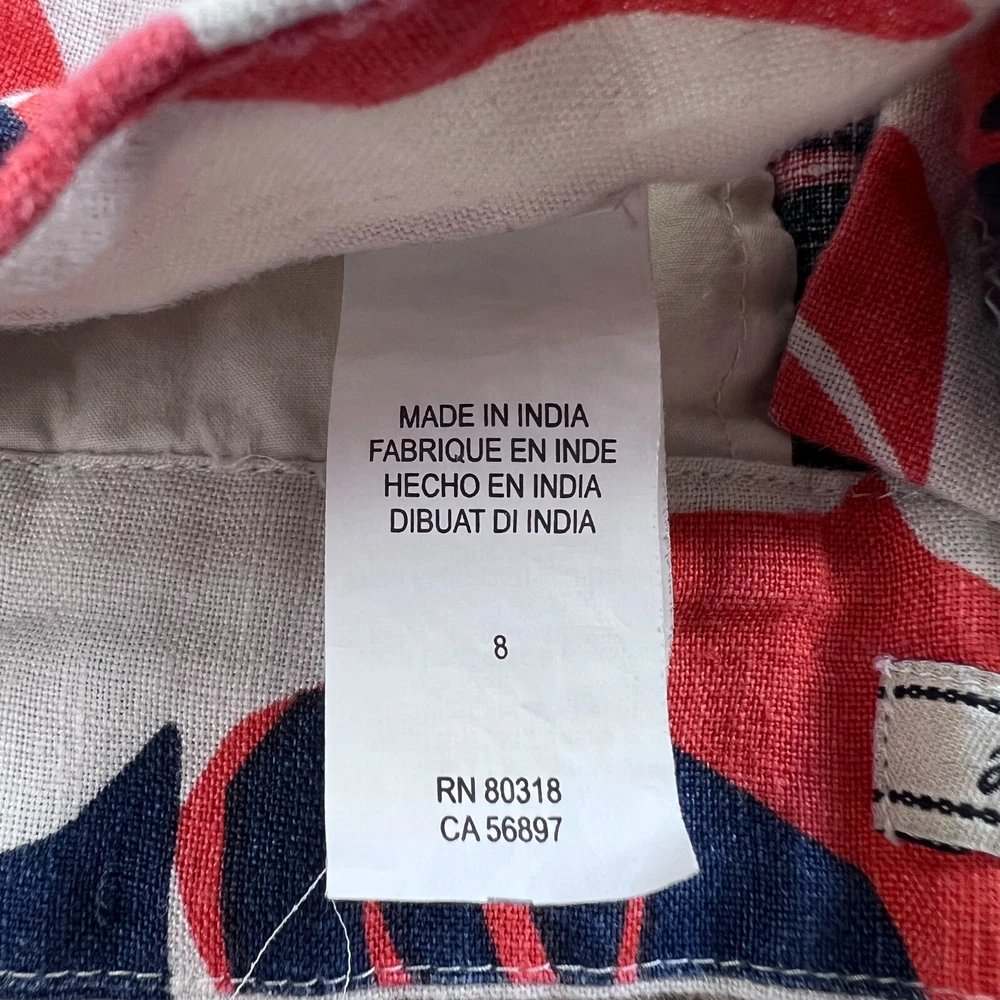 MADE IN INDIA
FABRIQUE EN INDE
HECHO EN INDIA
DIBUAT DI INDIA
8
RN 80318
CA 56897